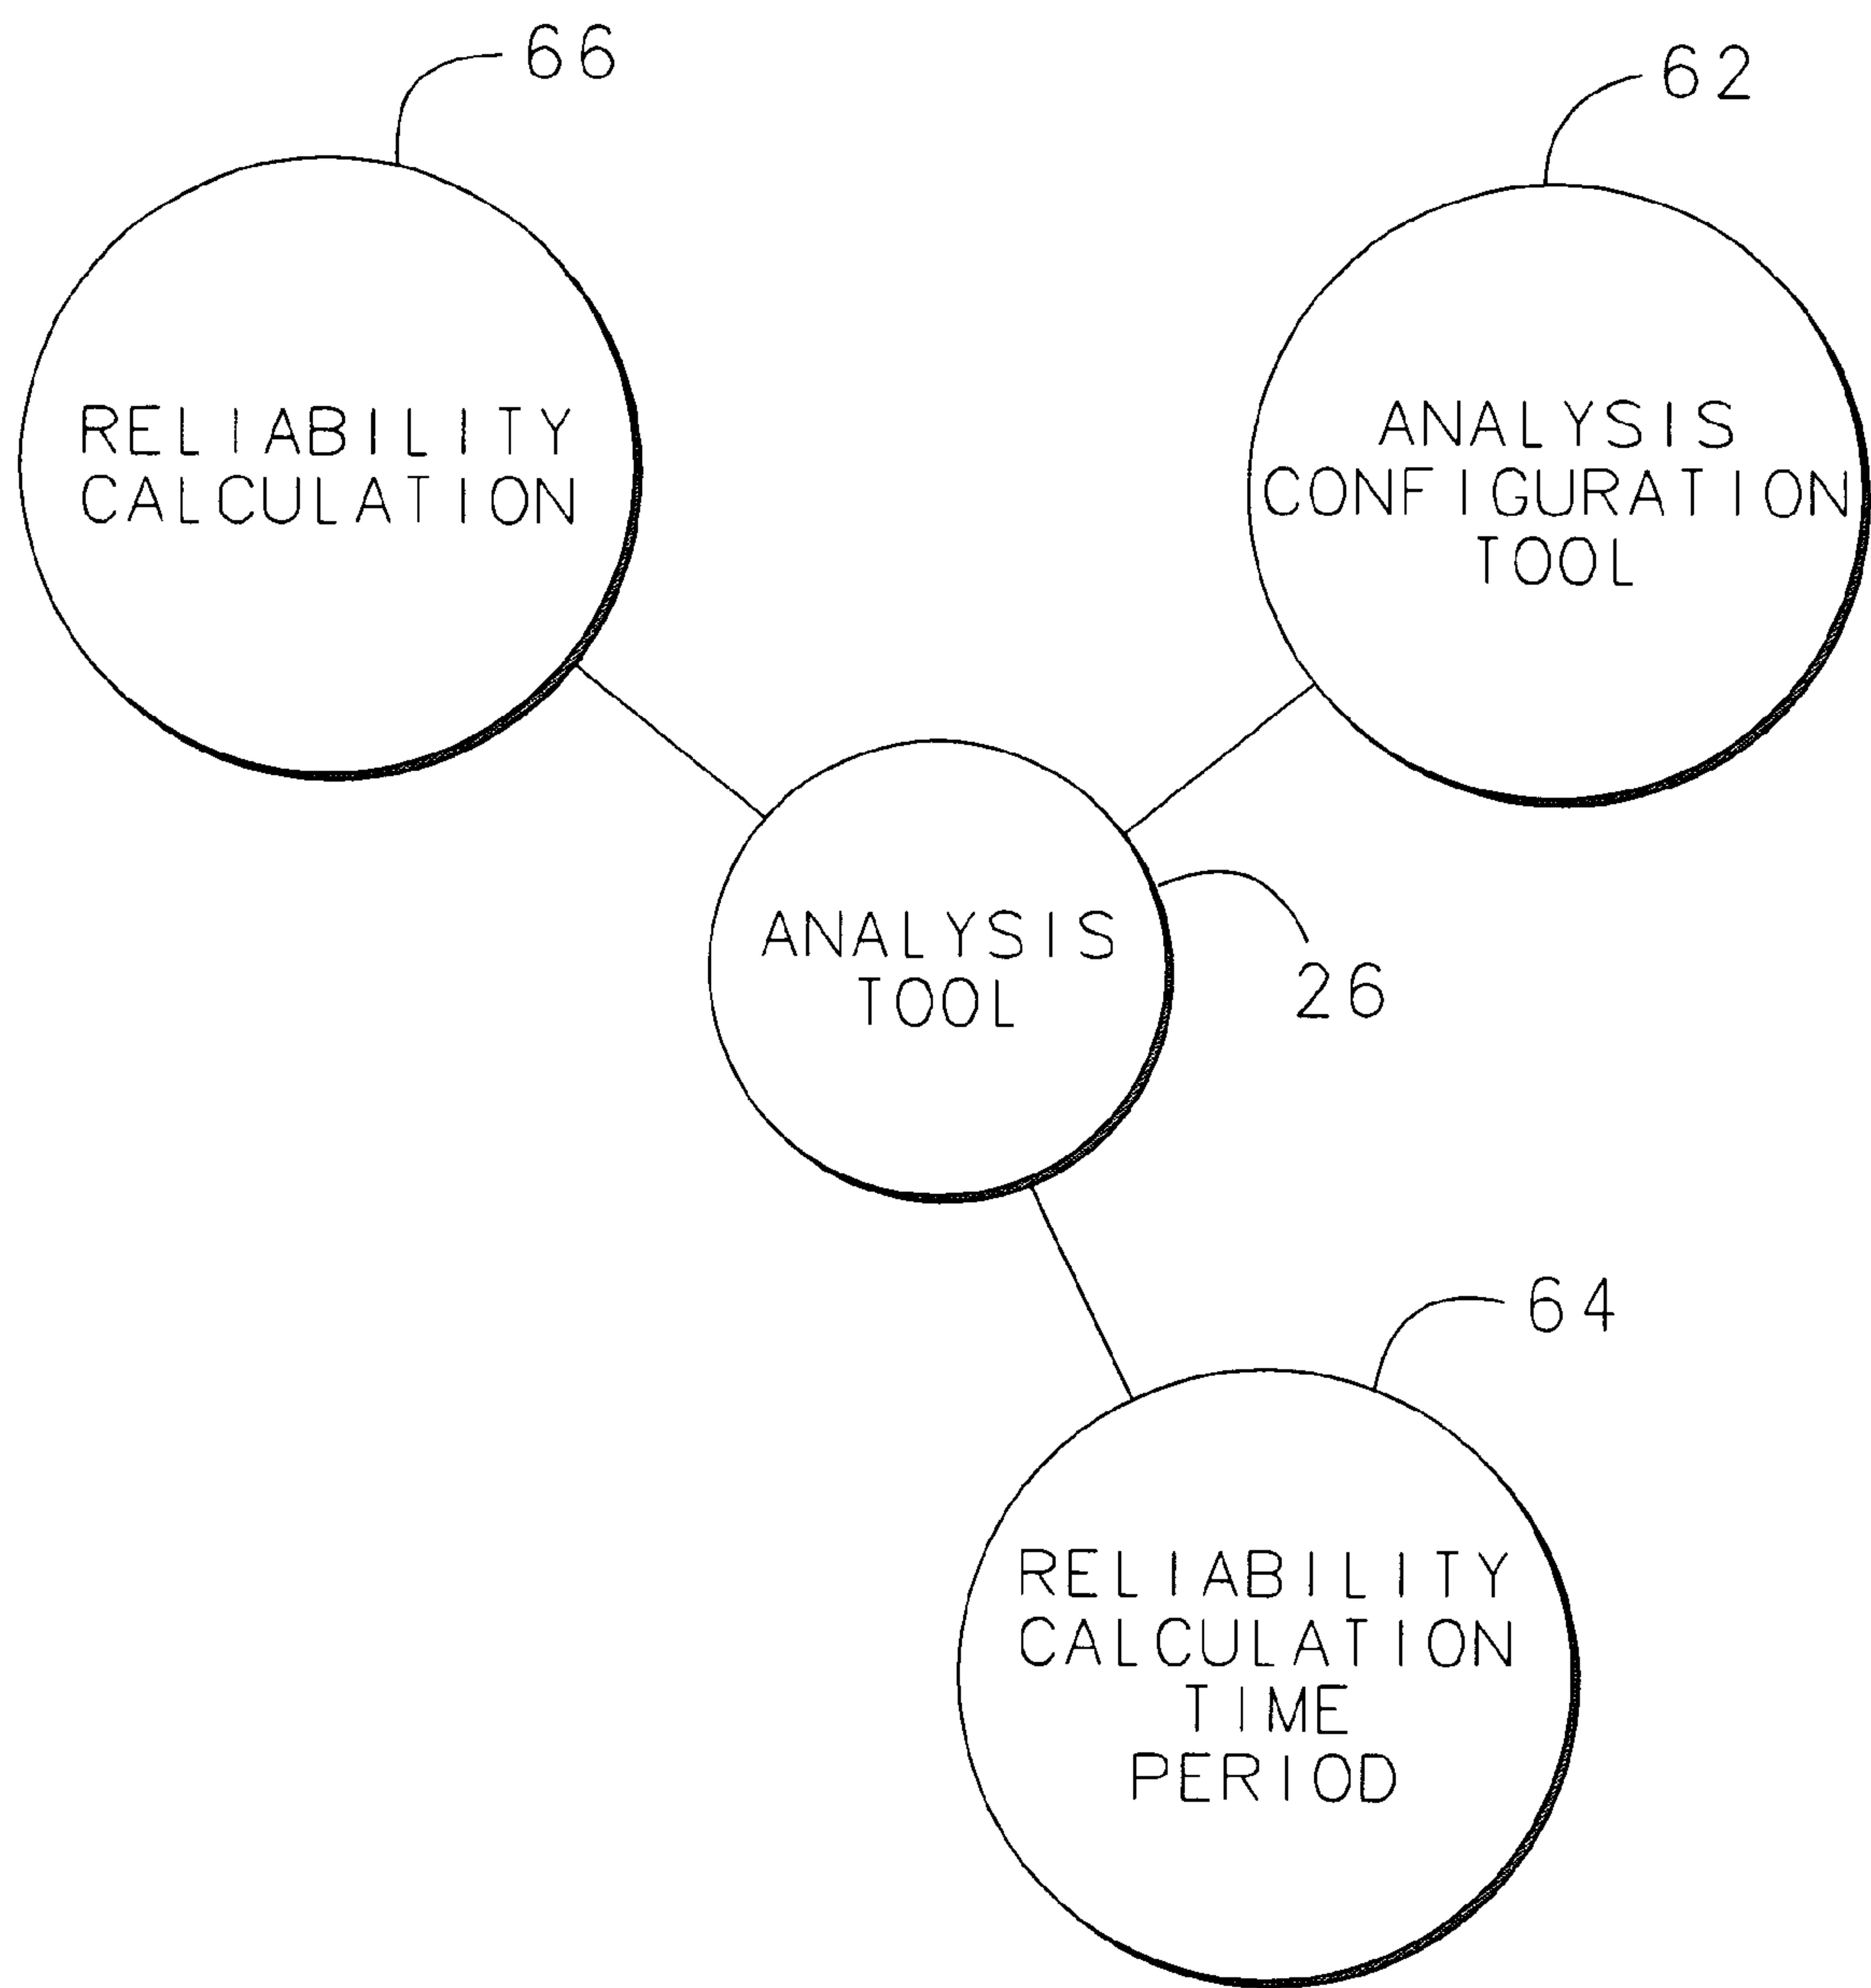 66
62
RELIABILITY
CALCULATION
ANALYSIS
CONFIGURATION
TOOL
ANALYSIS
TOOL
26
64
RELIABILITY
CALCULATION
TIME
PERIOD